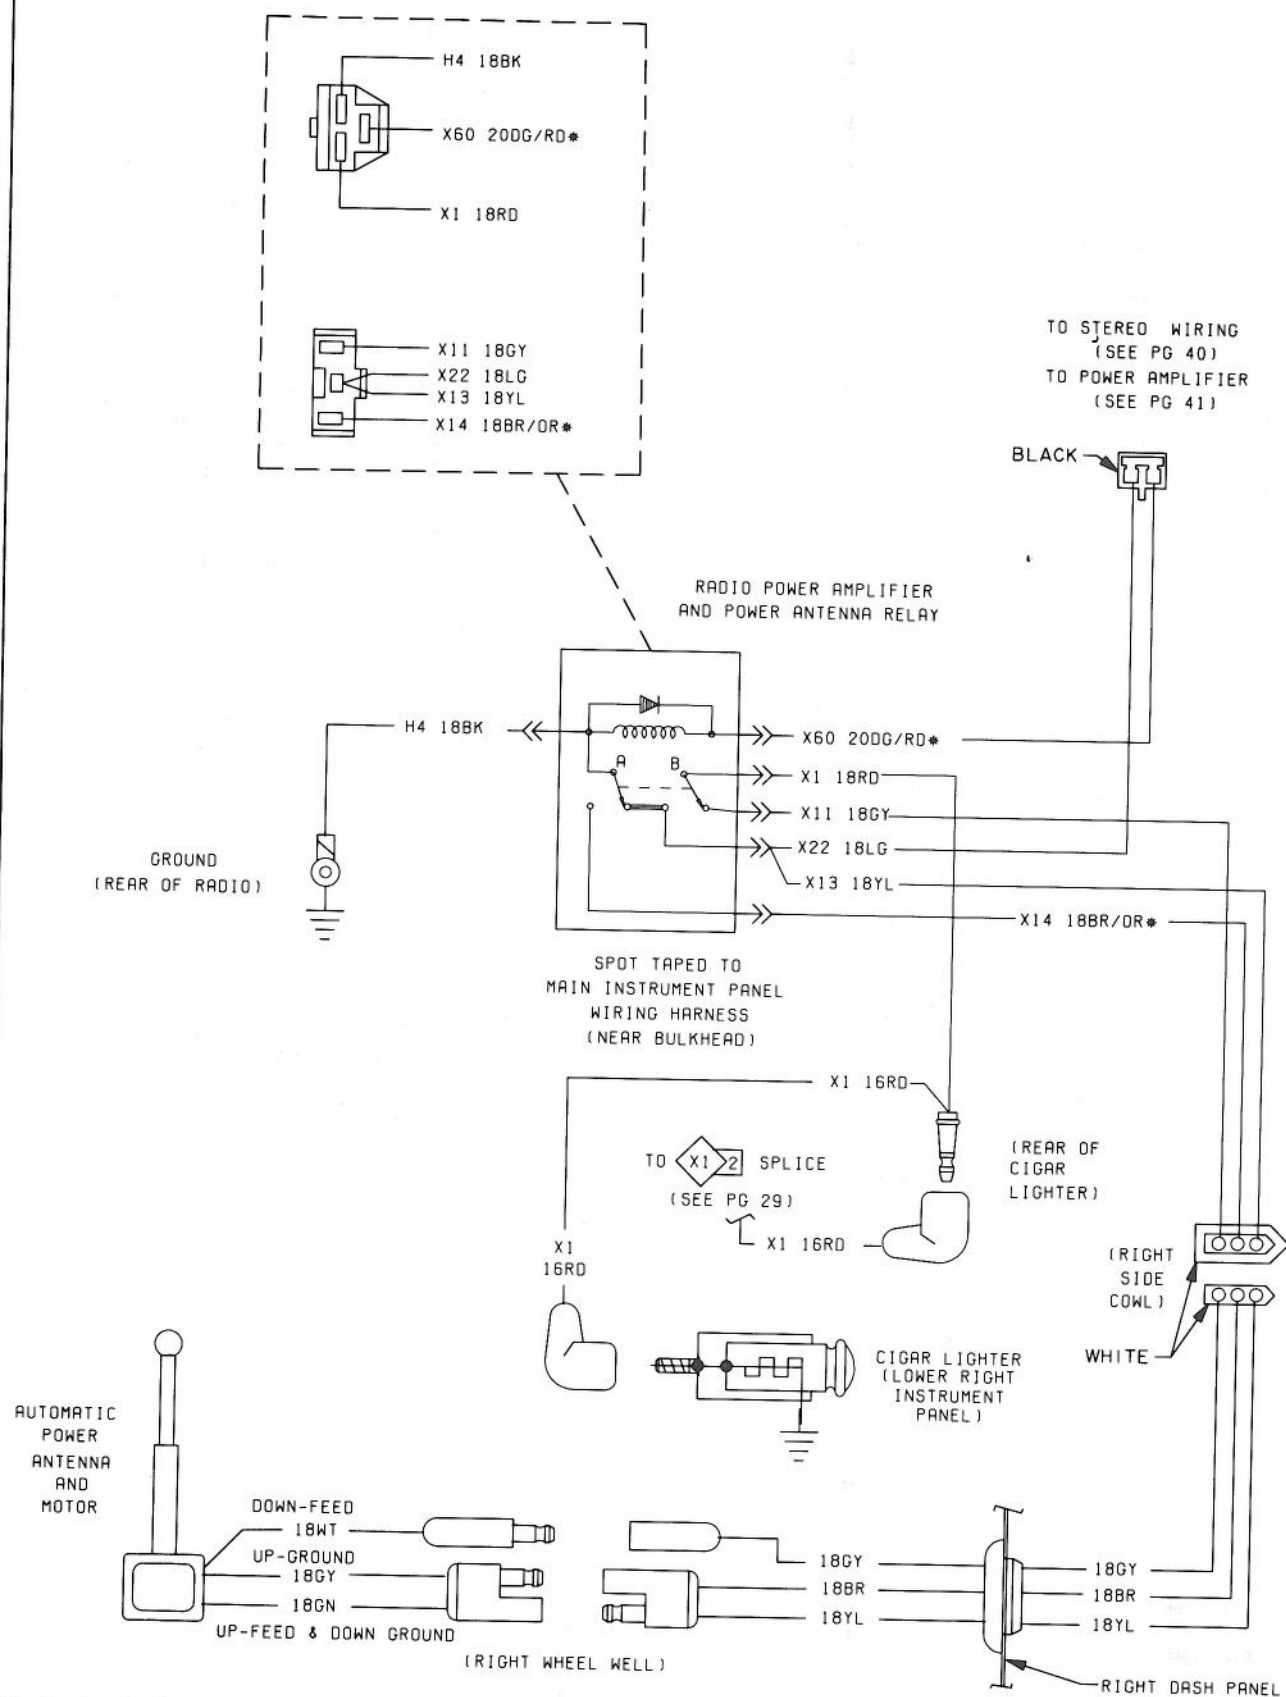 H4 18BK
X60 20DG/RD*
X1 18RD
X11 18GY
X22 18LG
X13 18YL
X14 18BR/OR*
TO STEREO WIRING
(SEE PG 40)
TO POWER AMPLIFIER
(SEE PG 41)
BLACK
RADIO POWER AMPLIFIER
AND POWER ANTENNA RELAY
H4 18BK
A
B
X60 20DG/RD*
X1 18RD
X11 18GY
X22 18LG
X13 18YL
X14 18BR/OR*
GROUND
(REAR OF RADIO)
SPOT TAPED TO
MAIN INSTRUMENT PANEL
WIRING HARNESS
(NEAR BULKHEAD)
X1 16RD
TO X1 2 SPLICE
(SEE PG 29)
X1 16RD
(REAR OF
CIGAR
LIGHTER)
X1
16RD
(RIGHT
SIDE
COWL)
WHITE
CIGAR LIGHTER
(LOWER RIGHT
INSTRUMENT
PANEL)
AUTOMATIC
POWER
ANTENNA
AND
MOTOR
DOWN-FEED
18WT
UP-GROUND
18GY
18GN
UP-FEED & DOWN GROUND
(RIGHT WHEEL WELL)
18GY
18BR
18YL
18GY
18BR
18YL
RIGHT DASH PANEL